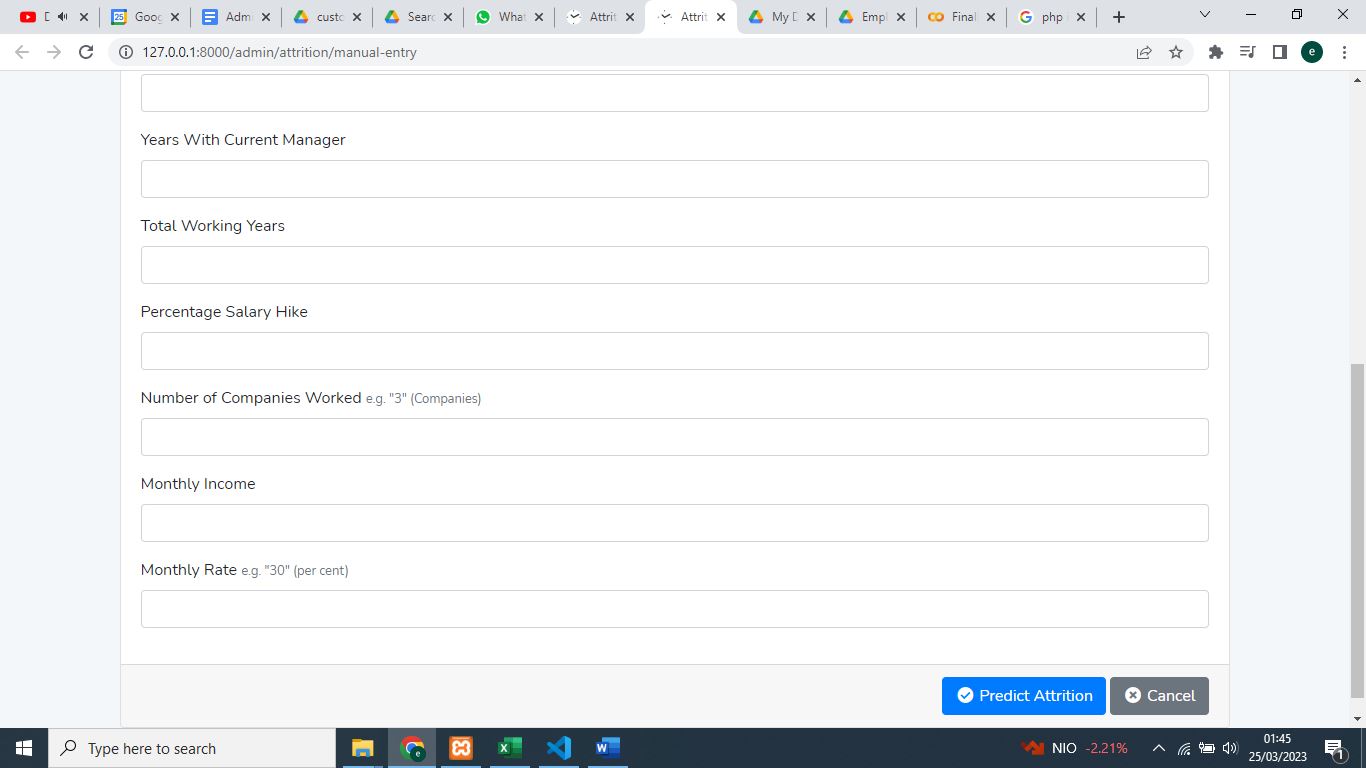 D
Goog
Admi
custo
Searc
What
Attrit
Attrit
My D
Empl
Final
php
127.0.0.1:8000/admin/attrition/manual-entry
e
Years With Current Manager
Total Working Years
Percentage Salary Hike
Number of Companies Worked e.g. "3" (Companies)
Monthly Income
Monthly Rate e.g. "30" (per cent)
Predict Attrition
Cancel
Type here to search
NIO -2.21%
01:45
25/03/2023
1